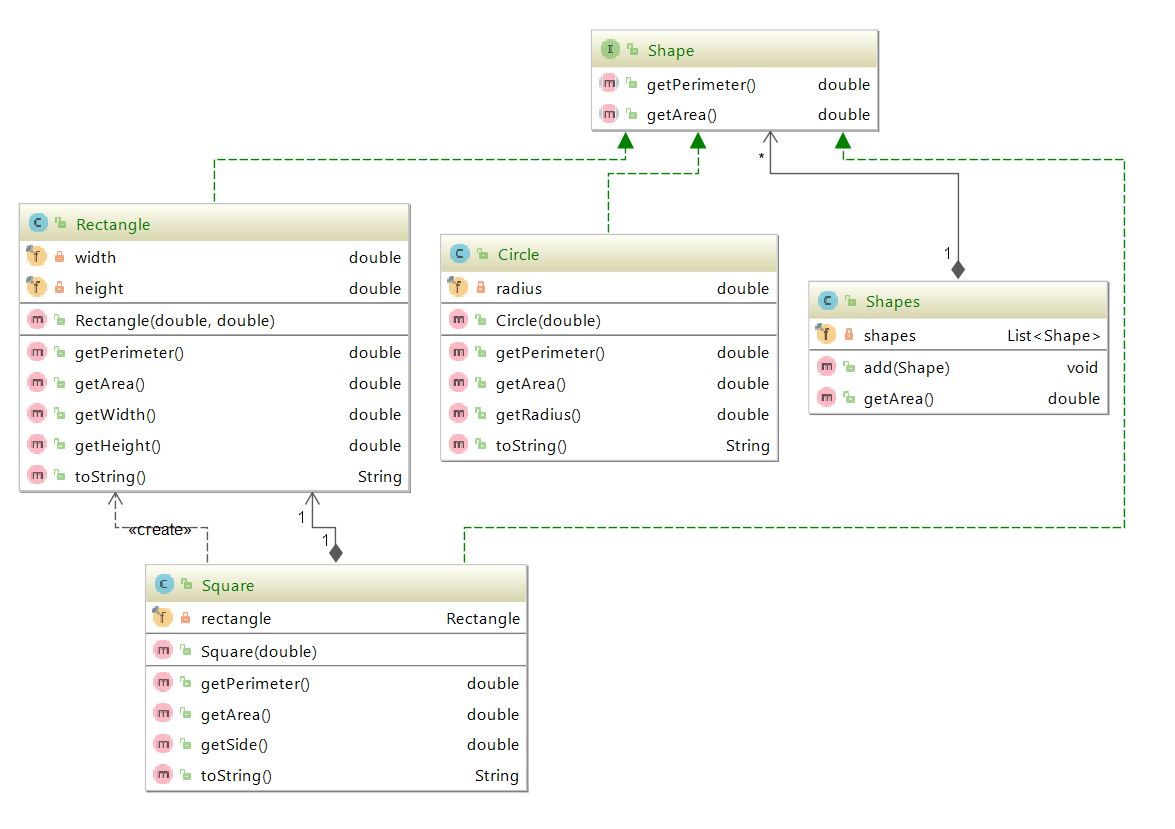 Shape
getPerimeter() double
getArea() double
*
1
Rectangle
width double
height double
Rectangle(double, double)
getPerimeter() double
getArea() double
getWidth() double
getHeight() double
toString() String
Circle
radius double
Circle(double)
getPerimeter() double
getArea() double
getRadius() double
toString() String
Shapes
shapes List<Shape>
add(Shape) void
getArea() double
«create»
1
1
Square
rectangle Rectangle
Square(double)
getPerimeter() double
getArea() double
getSide() double
toString() String